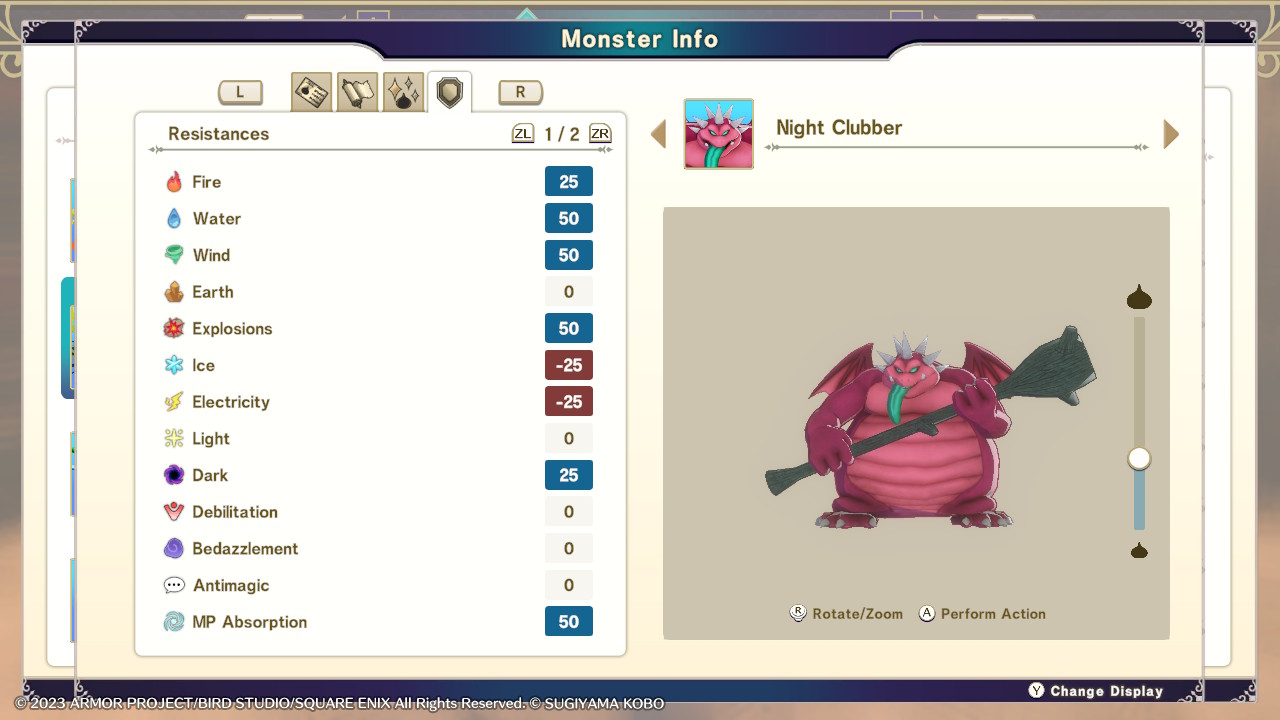 Monster Info
L
R
Resistances
ZL 1 / 2 ZR
Fire 25
Water 50
Wind 50
Earth 0
Explosions 50
Ice -25
Electricity -25
Light 0
Dark 25
Debilitation 0
Bedazzlement 0
Antimagic 0
MP Absorption 50
Night Clubber
R Rotate/Zoom A Perform Action
Y Change Display
© 2023 ARMOR PROJECT/BIRD STUDIO/SQUARE ENIX All Rights Reserved. © SUGIYAMA KOBO